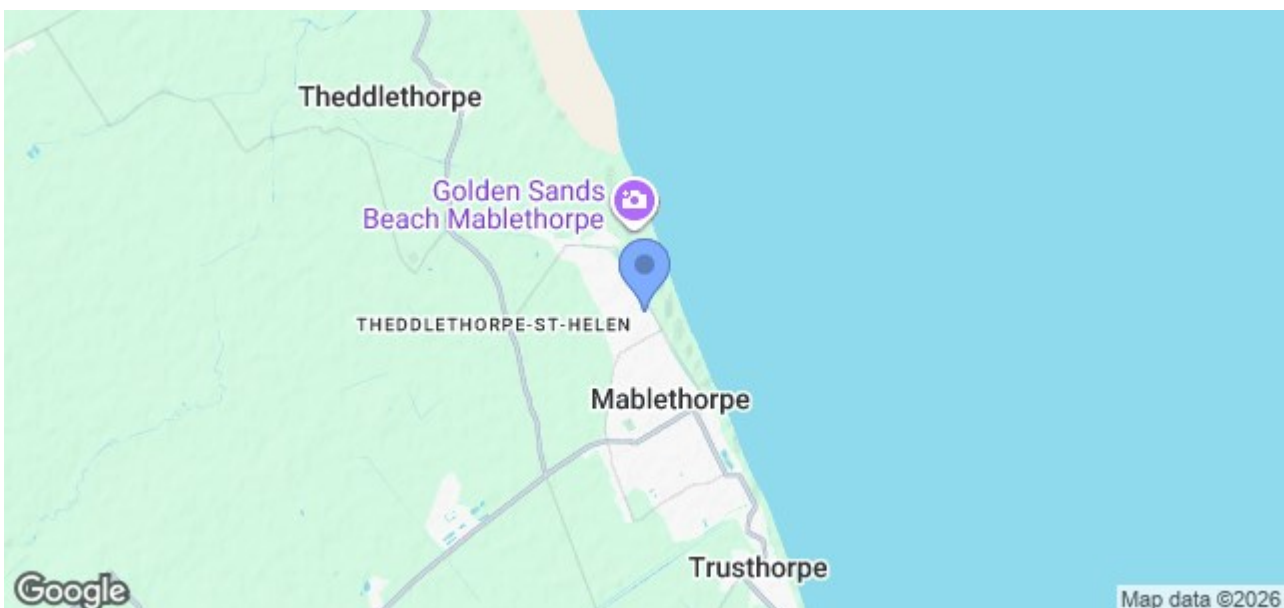 Theddlethorpe
Golden Sands
Beach Mablethorpe
THEDDLETHORPE-ST-HELEN
Mablethorpe
Trusthorpe
Google
Map data ©2026